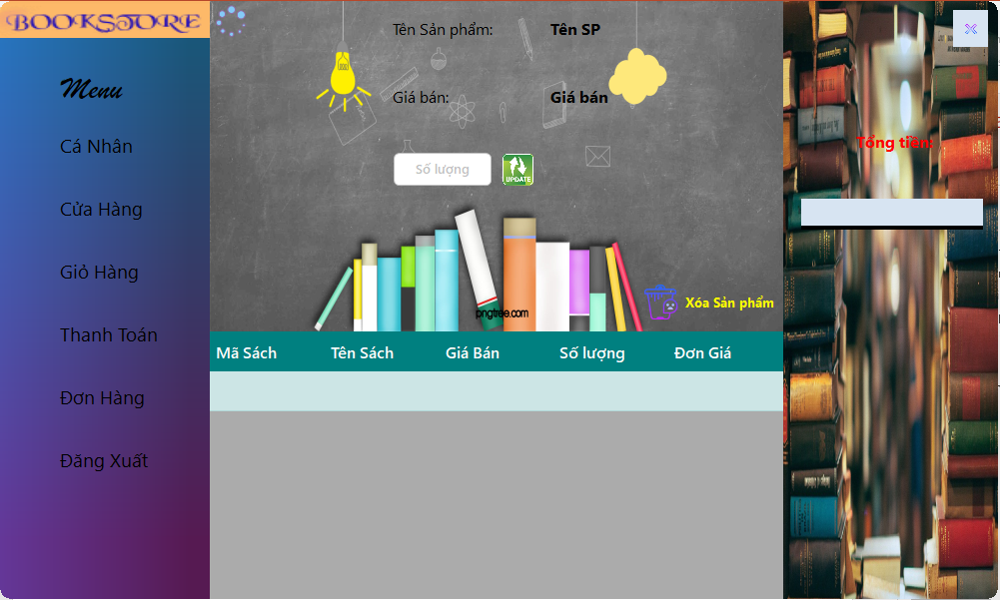 BOOKSTORE
Menu
Cá Nhân
Cửa Hàng
Giỏ Hàng
Thanh Toán
Đơn Hàng
Đăng Xuất
Tên Sản phẩm: Tên SP
Giá bán: Giá bán
Số lượng
UPDATE
pngtree.com
Xóa Sản phẩm
Mã Sách Tên Sách Giá Bán Số lượng Đơn Giá
Tổng tiền: